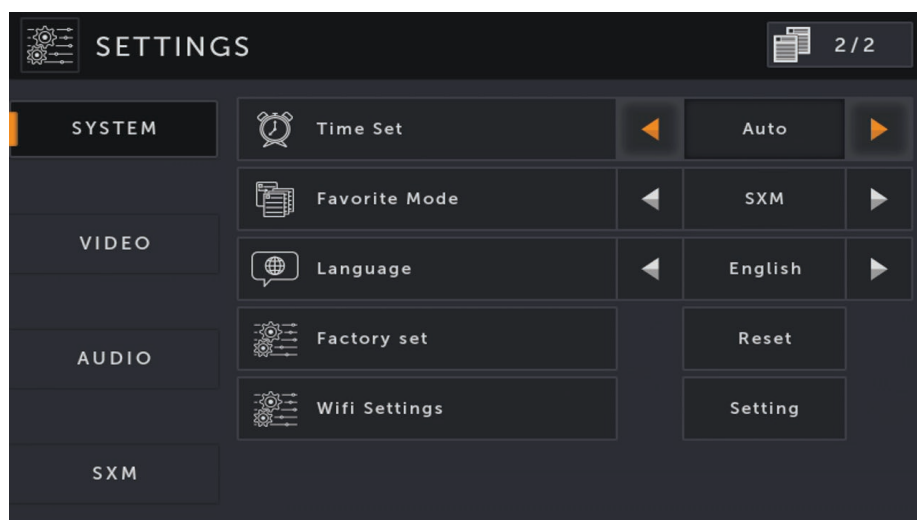 SETTINGS
2/2
SYSTEM
Time Set
Auto
Favorite Mode
SXM
VIDEO
Language
English
Factory set
Reset
AUDIO
Wifi Settings
Setting
SXM